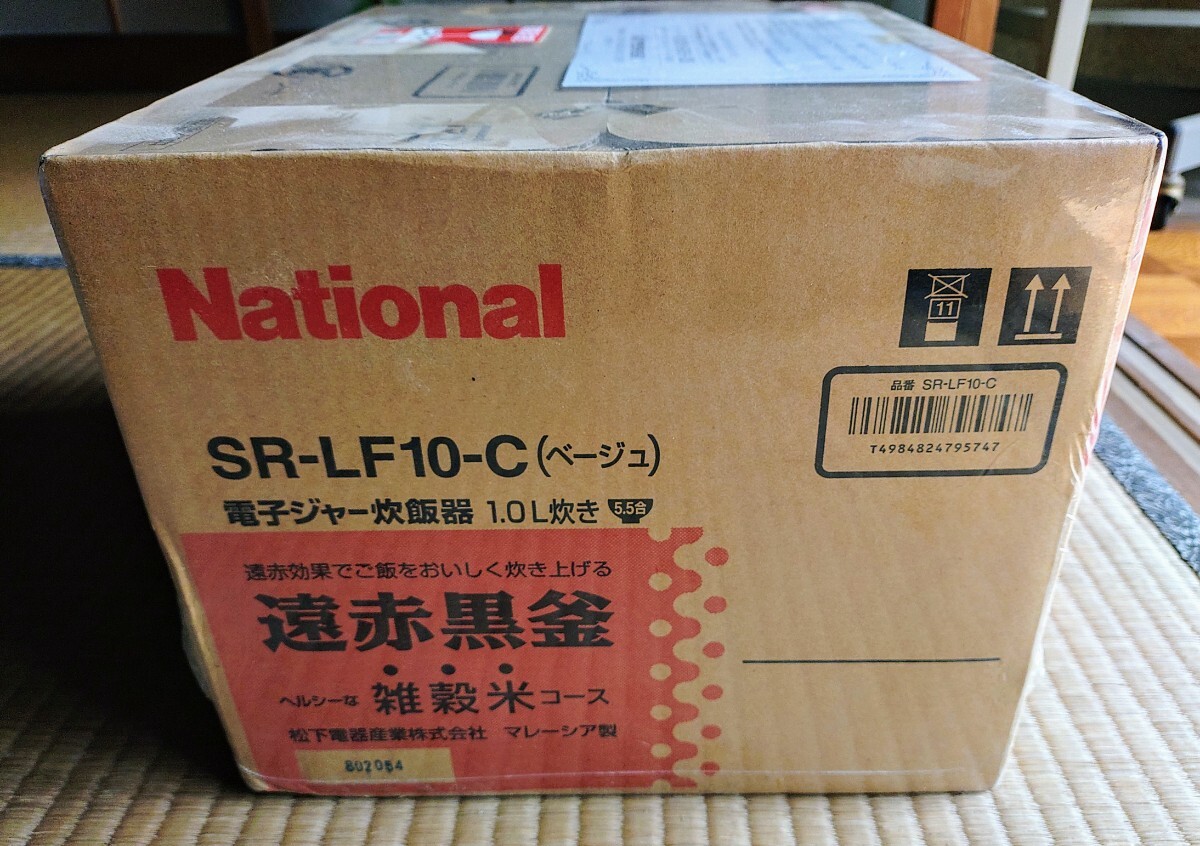 National
11
品番 SR-LF10-C
T4984824795747
SR-LF10-C(ベージュ)
電子ジャー炊飯器 1.0L炊き 5.5合
遠赤効果でご飯をおいしく炊き上げる
遠赤黒釜
ヘルシーな 雑穀米コース
松下電器産業株式会社 マレーシア製
802084